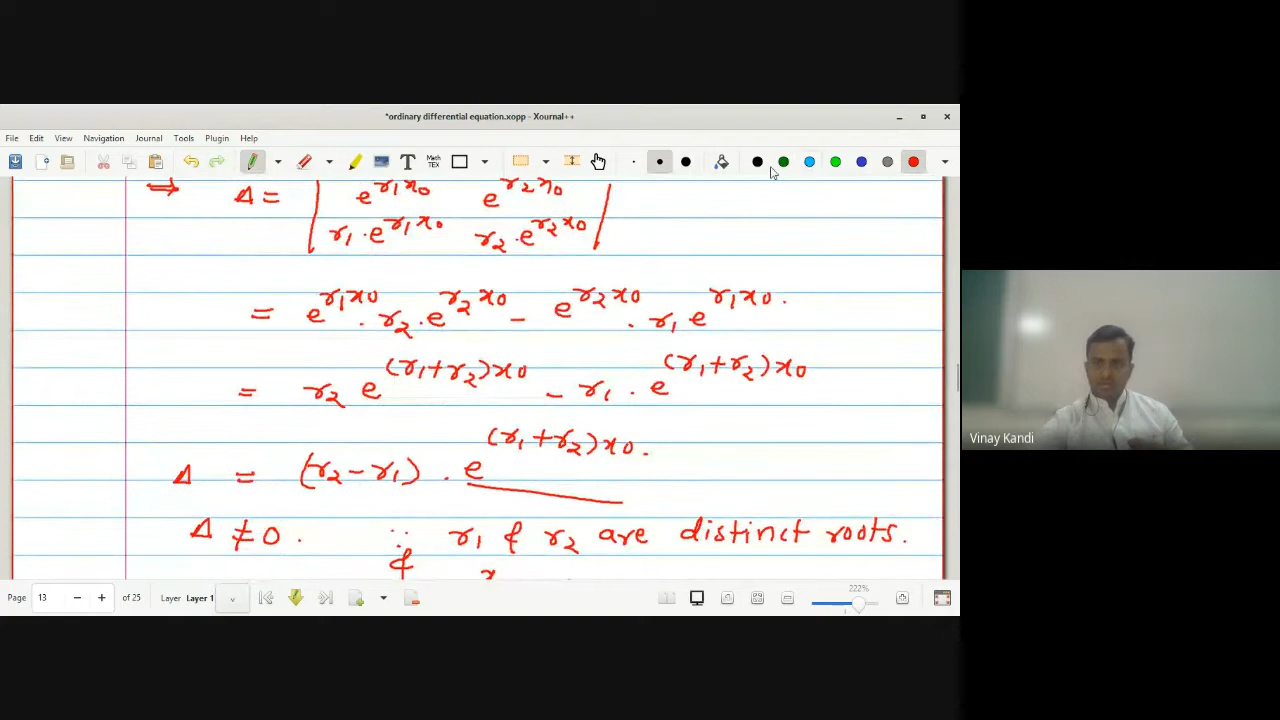 *ordinary differential equation.xopp - Xournal++
File Edit View Navigation Journal Tools Plugin Help
⇒ Δ = | e^{r₁x₀} e^{r₂x₀} |
| r₁·e^{r₁x₀} r₂·e^{r₂x₀} |
= e^{r₁x₀}·r₂·e^{r₂x₀} – e^{r₂x₀}·r₁e^{r₁x₀}.
= r₂ e^{(r₁+r₂)x₀} – r₁·e^{(r₁+r₂)x₀}
Δ = (r₂–r₁)·e^{(r₁+r₂)x₀}.
Δ ≠ 0. ∵ r₁ & r₂ are distinct roots.
&
Page 13 of 25 Layer Layer 1 222%
Vinay Kandi